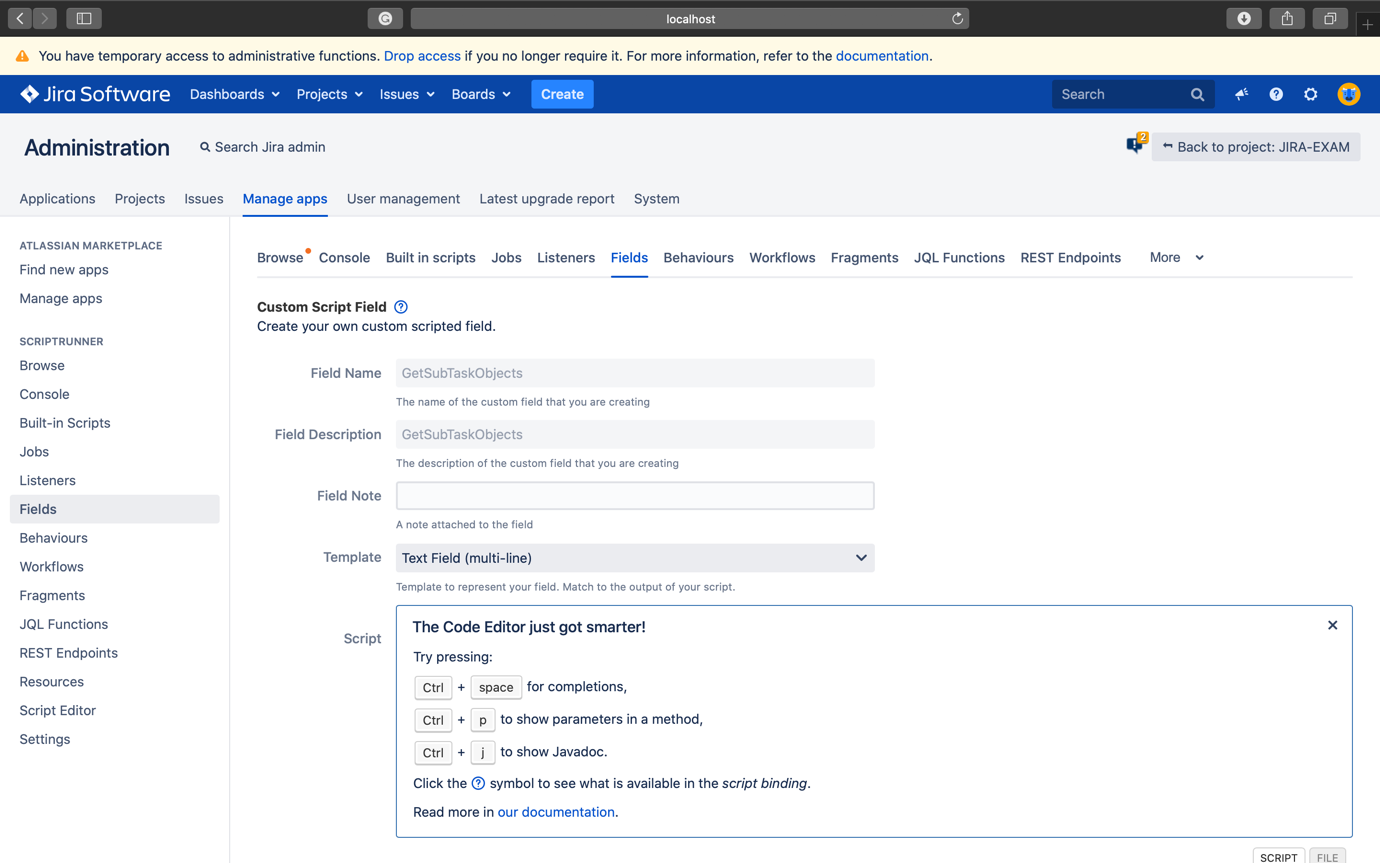 localhost
You have temporary access to administrative functions. Drop access if you no longer require it. For more information, refer to the documentation.
Jira Software Dashboards Projects Issues Boards Create Search
Administration Search Jira admin 2 Back to project: JIRA-EXAM
Applications Projects Issues Manage apps User management Latest upgrade report System
ATLASSIAN MARKETPLACE
Find new apps
Manage apps
SCRIPTRUNNER
Browse
Console
Built-in Scripts
Jobs
Listeners
Fields
Behaviours
Workflows
Fragments
JQL Functions
REST Endpoints
Resources
Script Editor
Settings
Browse Console Built in scripts Jobs Listeners Fields Behaviours Workflows Fragments JQL Functions REST Endpoints More
Custom Script Field ?
Create your own custom scripted field.
Field Name GetSubTaskObjects
The name of the custom field that you are creating
Field Description GetSubTaskObjects
The description of the custom field that you are creating
Field Note
A note attached to the field
Template Text Field (multi-line)
Template to represent your field. Match to the output of your script.
Script
The Code Editor just got smarter!
Try pressing:
Ctrl + space for completions,
Ctrl + p to show parameters in a method,
Ctrl + j to show Javadoc.
Click the ? symbol to see what is available in the script binding.
Read more in our documentation.
SCRIPT FILE